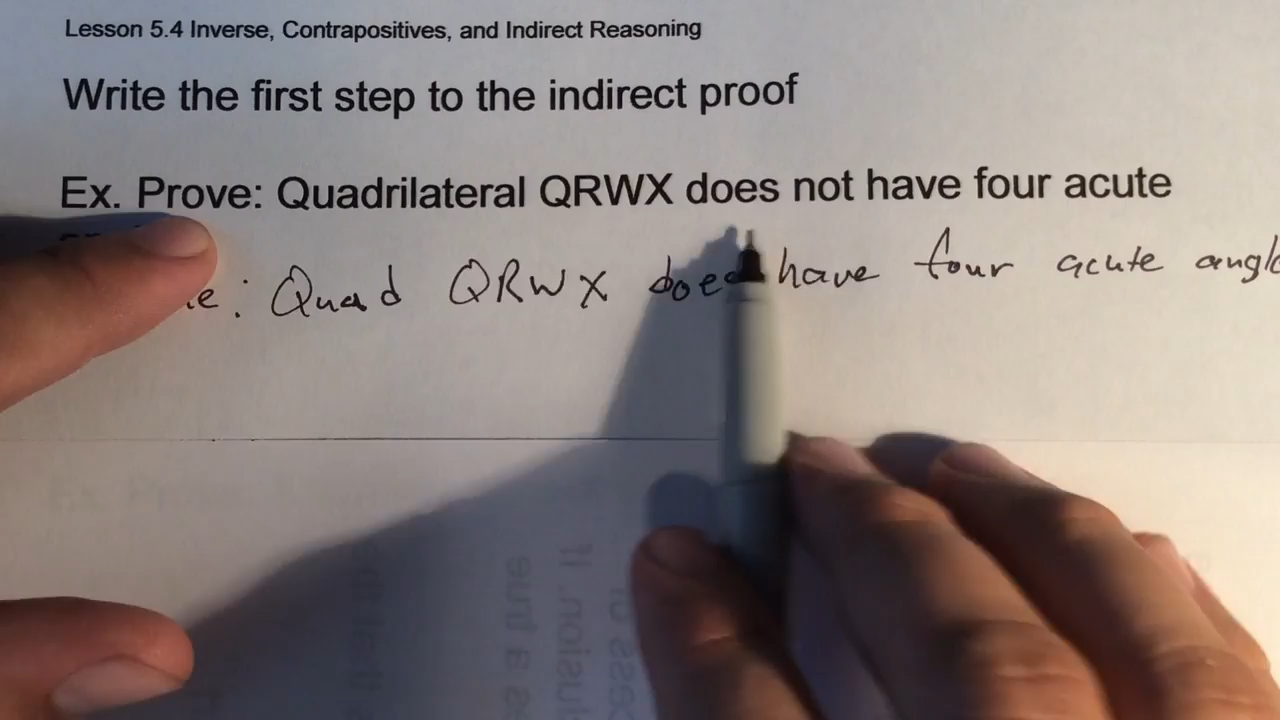 Lesson 5.4 Inverse, Contrapositives, and Indirect Reasoning
Write the first step to the indirect proof
Ex. Prove: Quadrilateral QRWX does not have four acute
: Quad QRWX does have four acute